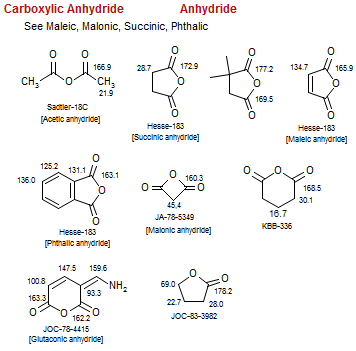 Carboxylic Anhydride Anhydride
See Maleic, Malonic, Succinic, Phthalic
O O
166.9
CH3 O CH3
21.9
Sadtler-18C
[Acetic anhydride]
O
28.7 172.9
O
O
Hesse-183
[Succinic anhydride]
O
177.2
O
169.5
O
O
134.7 165.9
O
O
Hesse-183
[Maleic anhydride]
125.2 131.1 O
136.0 163.1
O
O
Hesse-183
[Phthalic anhydride]
O 160.3
O O
45.4
JA-78-5349
[Malonic anhydride]
O O O
168.5
30.1
16.7
KBB-336
147.5 159.6
100.8 NH2
93.3
163.3
O O O
162.2
JOC-78-4415
[Glutaconic anhydride]
O O
69.0
178.2
22.7 28.0
JOC-83-3982